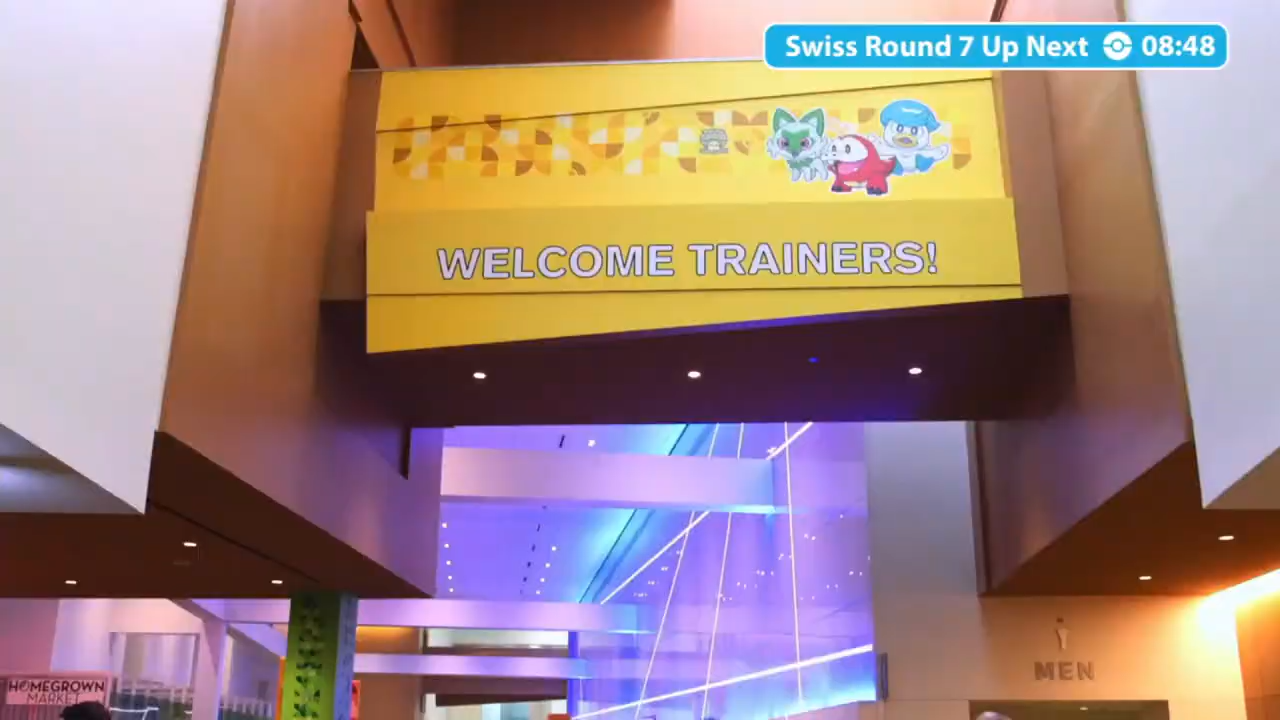 Swiss Round 7 Up Next 08:48
WELCOME TRAINERS!
HOMEGROWN
MARKET
MEN